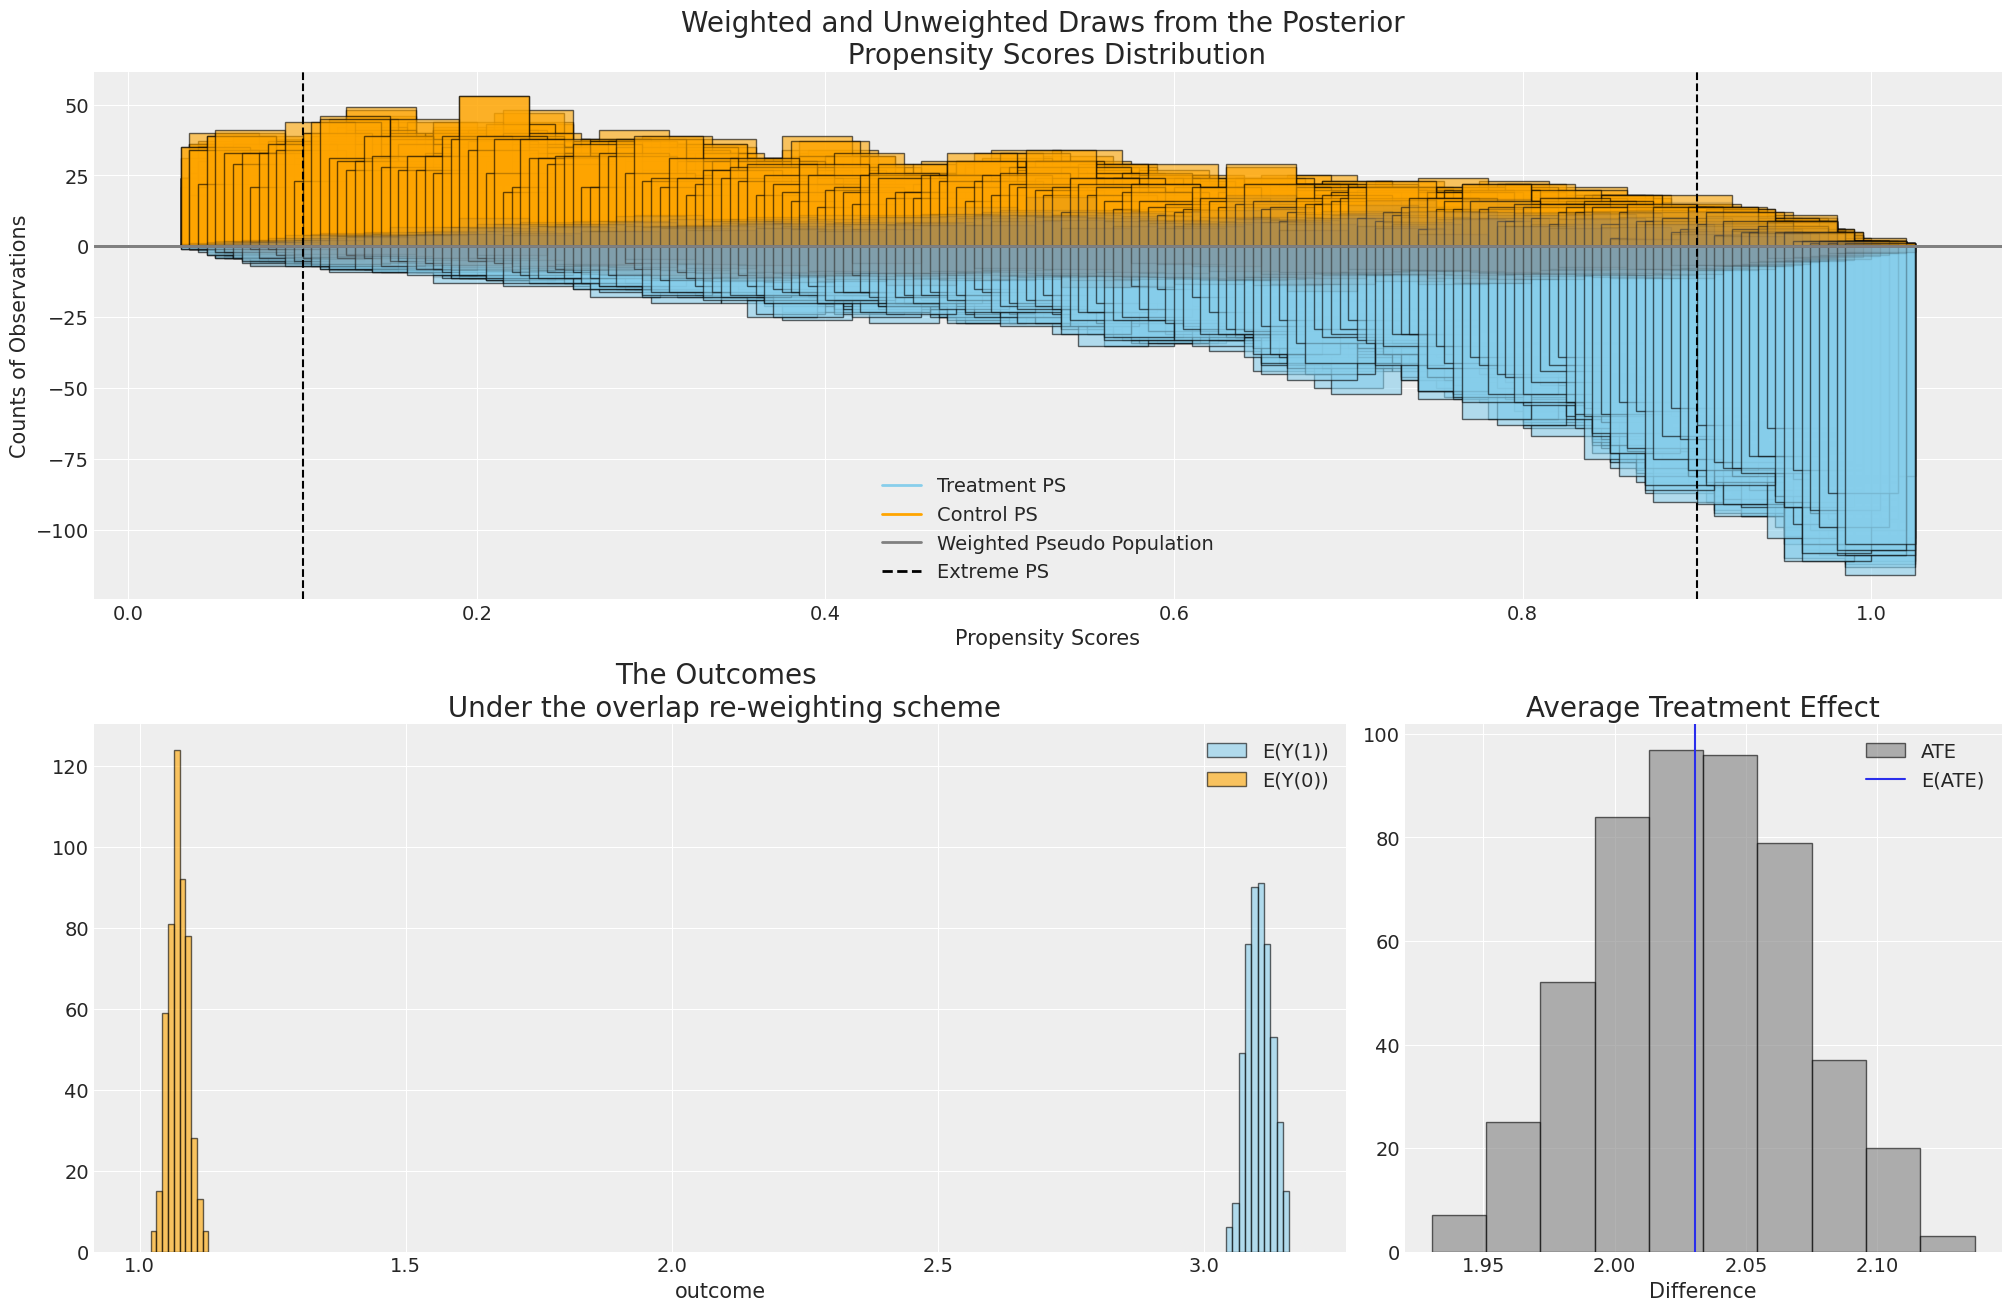 Weighted and Unweighted Draws from the Posterior
Propensity Scores Distribution
Counts of Observations
50
25
0
−25
−50
−75
−100
Treatment PS
Control PS
Weighted Pseudo Population
Extreme PS
0.0 0.2 0.4 0.6 0.8 1.0
Propensity Scores
The Outcomes
Under the overlap re-weighting scheme
120
100
80
60
40
20
0
E(Y(1))
E(Y(0))
1.0 1.5 2.0 2.5 3.0
outcome
Average Treatment Effect
100
80
60
40
20
0
ATE
E(ATE)
1.95 2.00 2.05 2.10
Difference